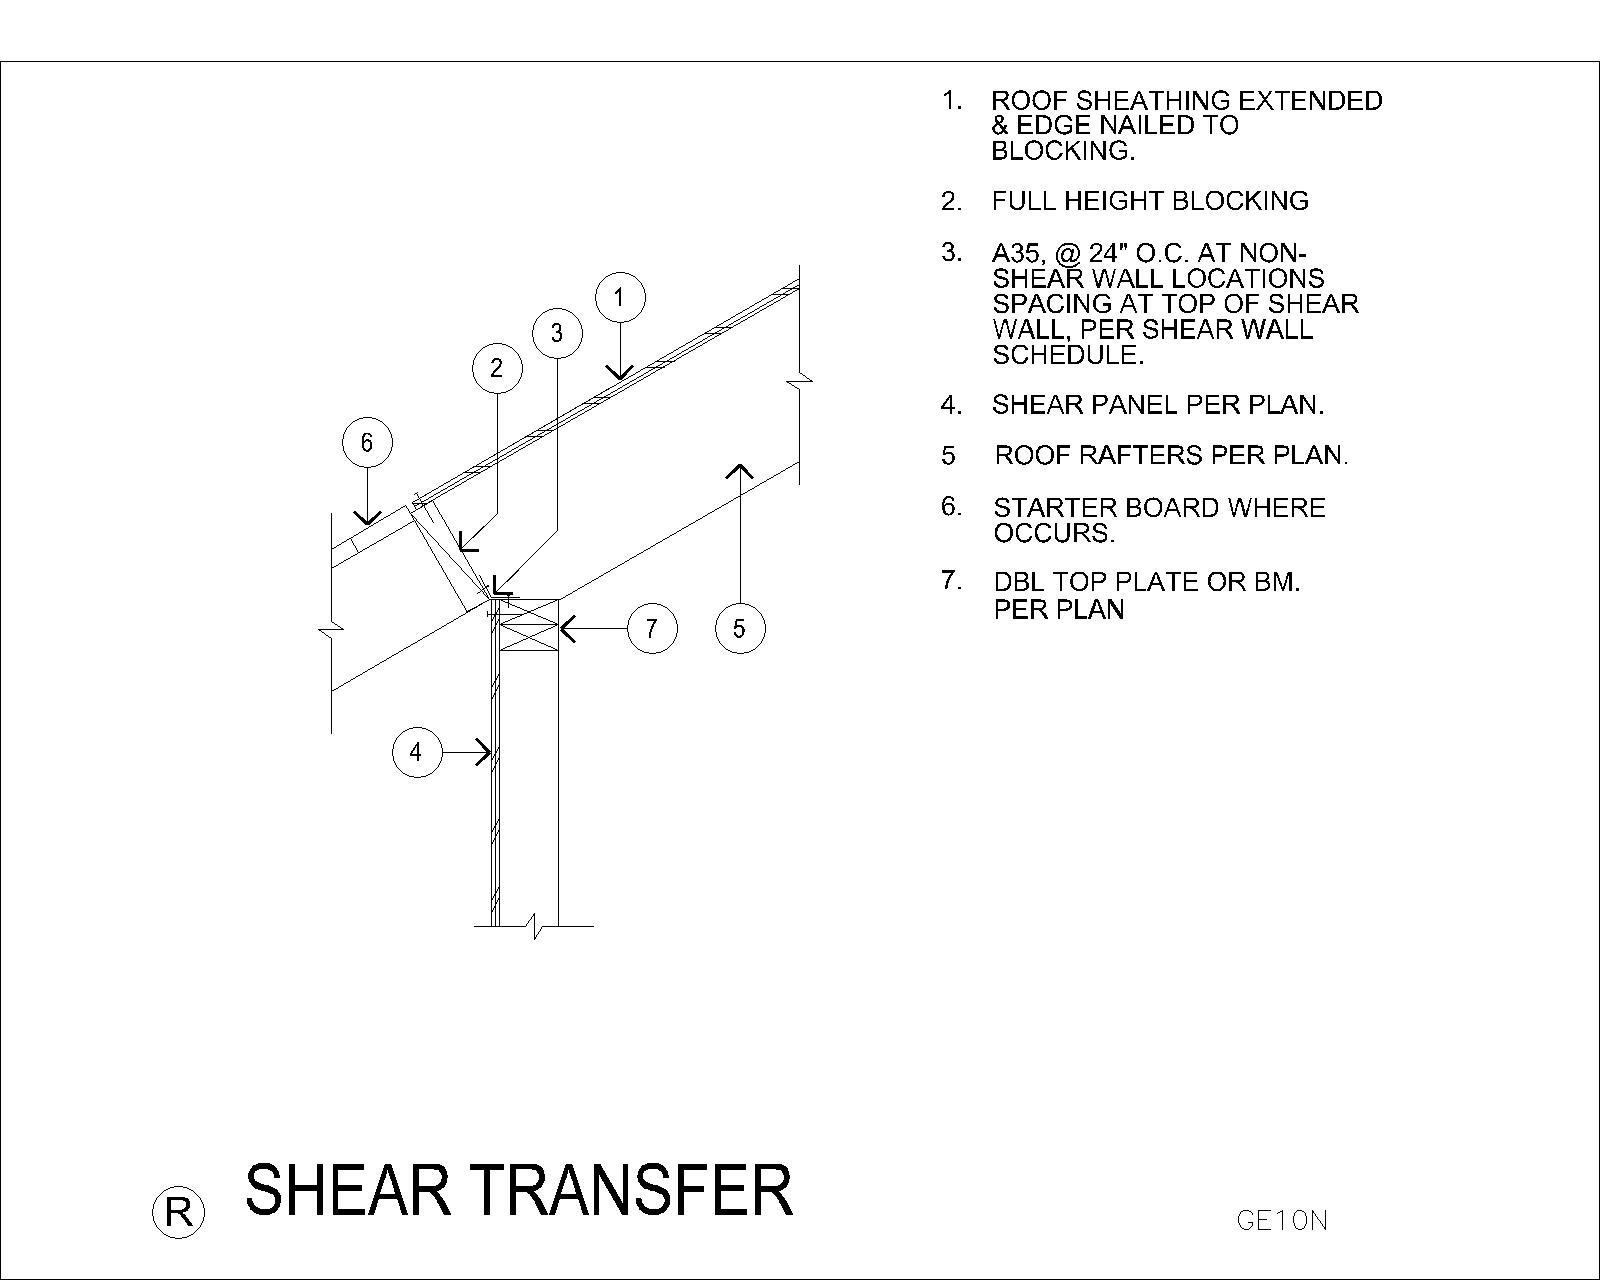 1. ROOF SHEATHING EXTENDED
& EDGE NAILED TO
BLOCKING.
2. FULL HEIGHT BLOCKING
3. A35, @ 24" O.C. AT NON-
SHEAR WALL LOCATIONS
SPACING AT TOP OF SHEAR
WALL, PER SHEAR WALL
SCHEDULE.
4. SHEAR PANEL PER PLAN.
5 ROOF RAFTERS PER PLAN.
6. STARTER BOARD WHERE
OCCURS.
7. DBL TOP PLATE OR BM.
PER PLAN
1
3
2
6
7
5
4
R SHEAR TRANSFER
GE10N